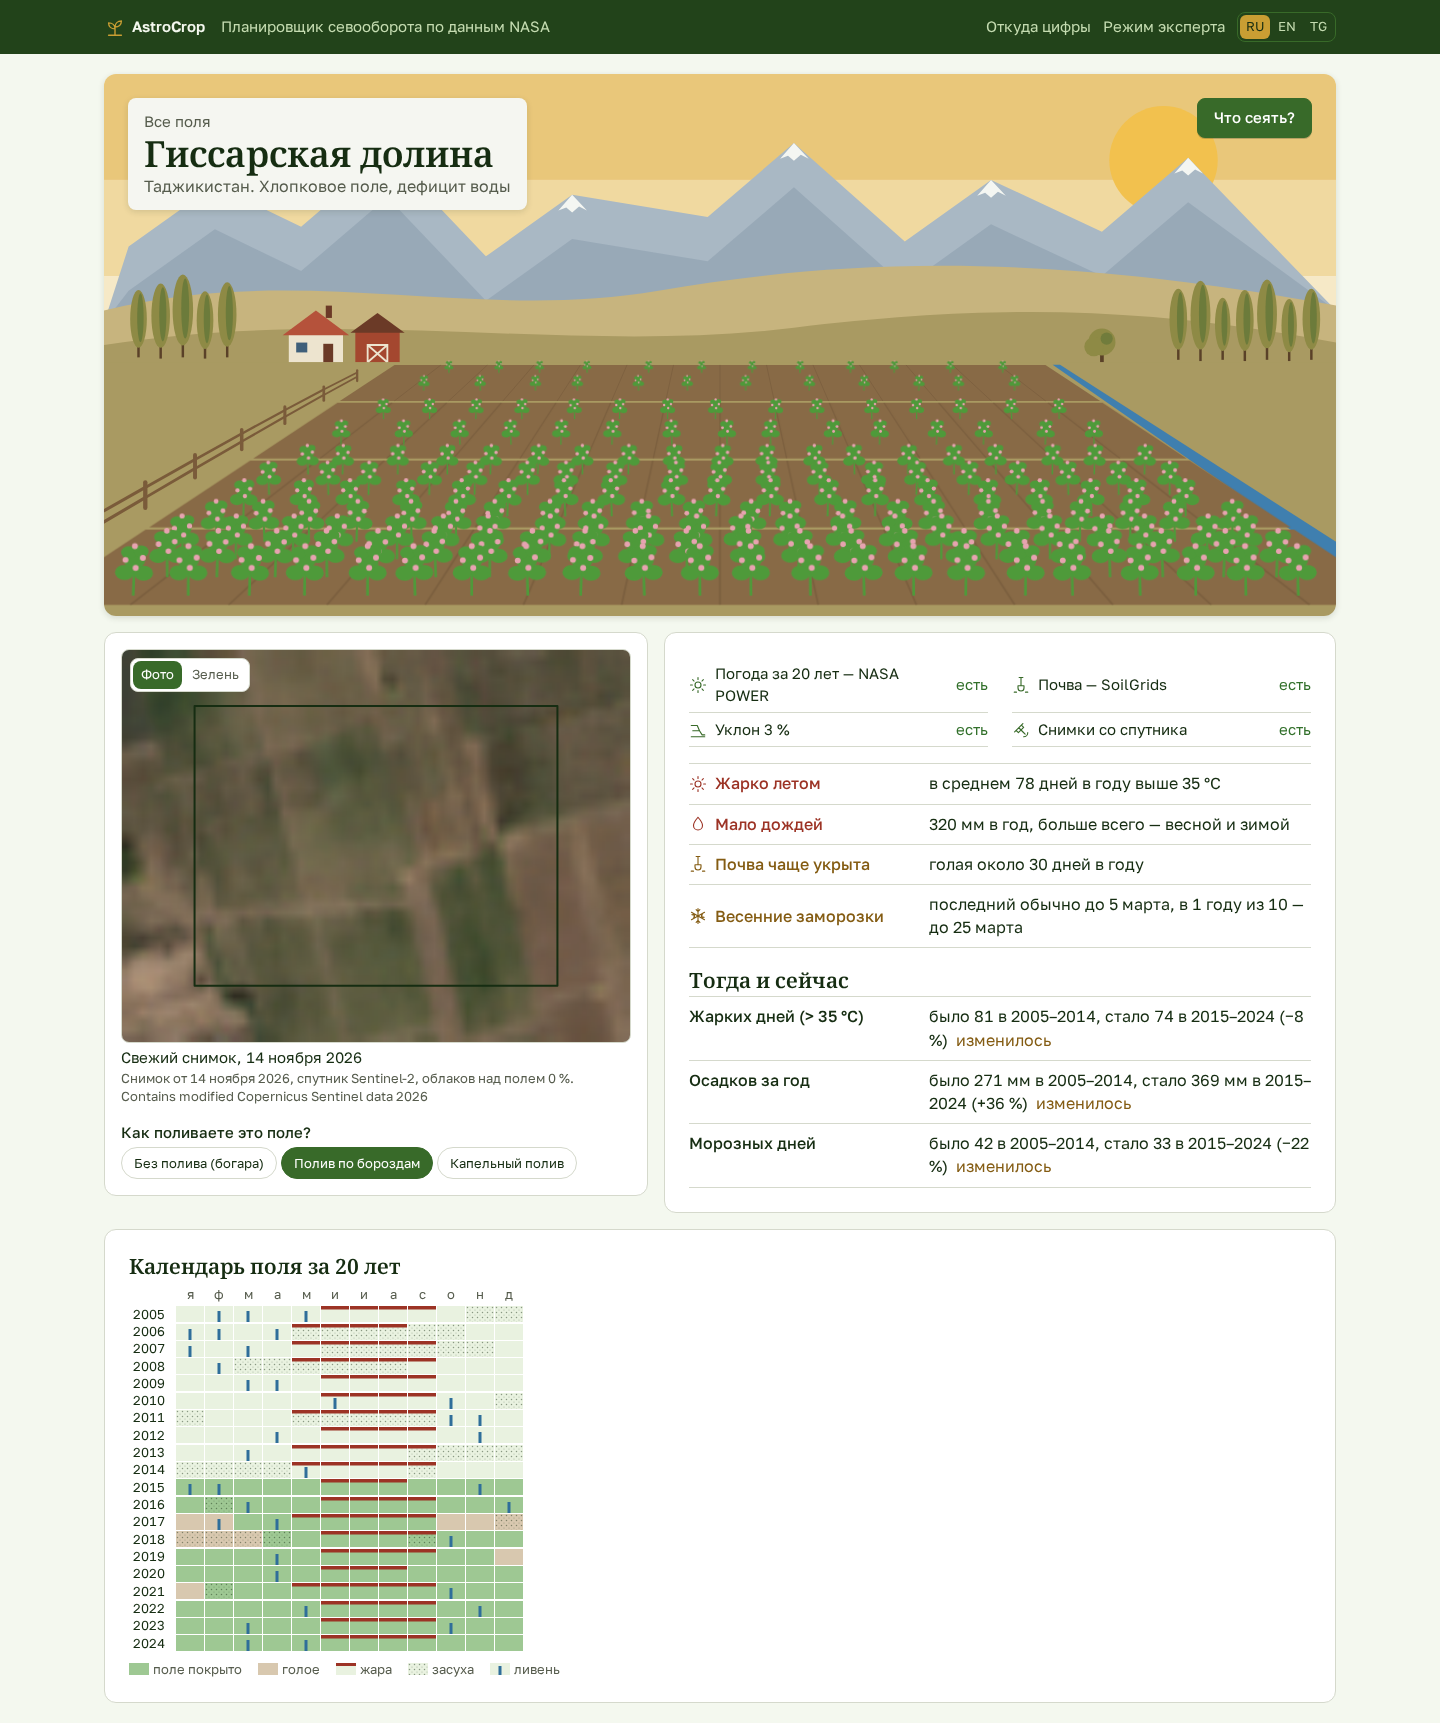 AstroCrop Планировщик севооборота по данным NASA Откуда цифры Режим эксперта RU EN TG
Все поля
Гиссарская долина
Таджикистан. Хлопковое поле, дефицит воды
Что сеять?
Фото Зелень
Свежий снимок, 14 ноября 2026
Снимок от 14 ноября 2026, спутник Sentinel-2, облаков над полем 0 %.
Contains modified Copernicus Sentinel data 2026
Как поливаете это поле?
Без полива (богара) Полив по бороздам Капельный полив
Погода за 20 лет — NASA
POWER
есть
Почва — SoilGrids есть
Уклон 3 % есть
Снимки со спутника есть
Жарко летом в среднем 78 дней в году выше 35 °C
Мало дождей 320 мм в год, больше всего — весной и зимой
Почва чаще укрыта голая около 30 дней в году
Весенние заморозки последний обычно до 5 марта, в 1 году из 10 —
до 25 марта
Тогда и сейчас
Жарких дней (> 35 °C) было 81 в 2005–2014, стало 74 в 2015–2024 (−8
%) изменилось
Осадков за год было 271 мм в 2005–2014, стало 369 мм в 2015–
2024 (+36 %) изменилось
Морозных дней было 42 в 2005–2014, стало 33 в 2015–2024 (−22
%) изменилось
Календарь поля за 20 лет
я ф м а м и и а с о н д
2005
2006
2007
2008
2009
2010
2011
2012
2013
2014
2015
2016
2017
2018
2019
2020
2021
2022
2023
2024
поле покрыто голое жара засуха ливень